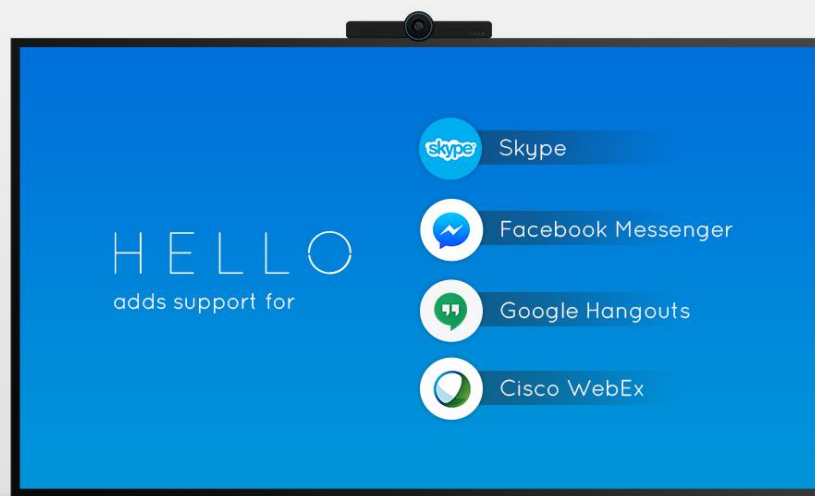 HELLO
adds support for
skype
Skype
Facebook Messenger
Google Hangouts
Cisco WebEx